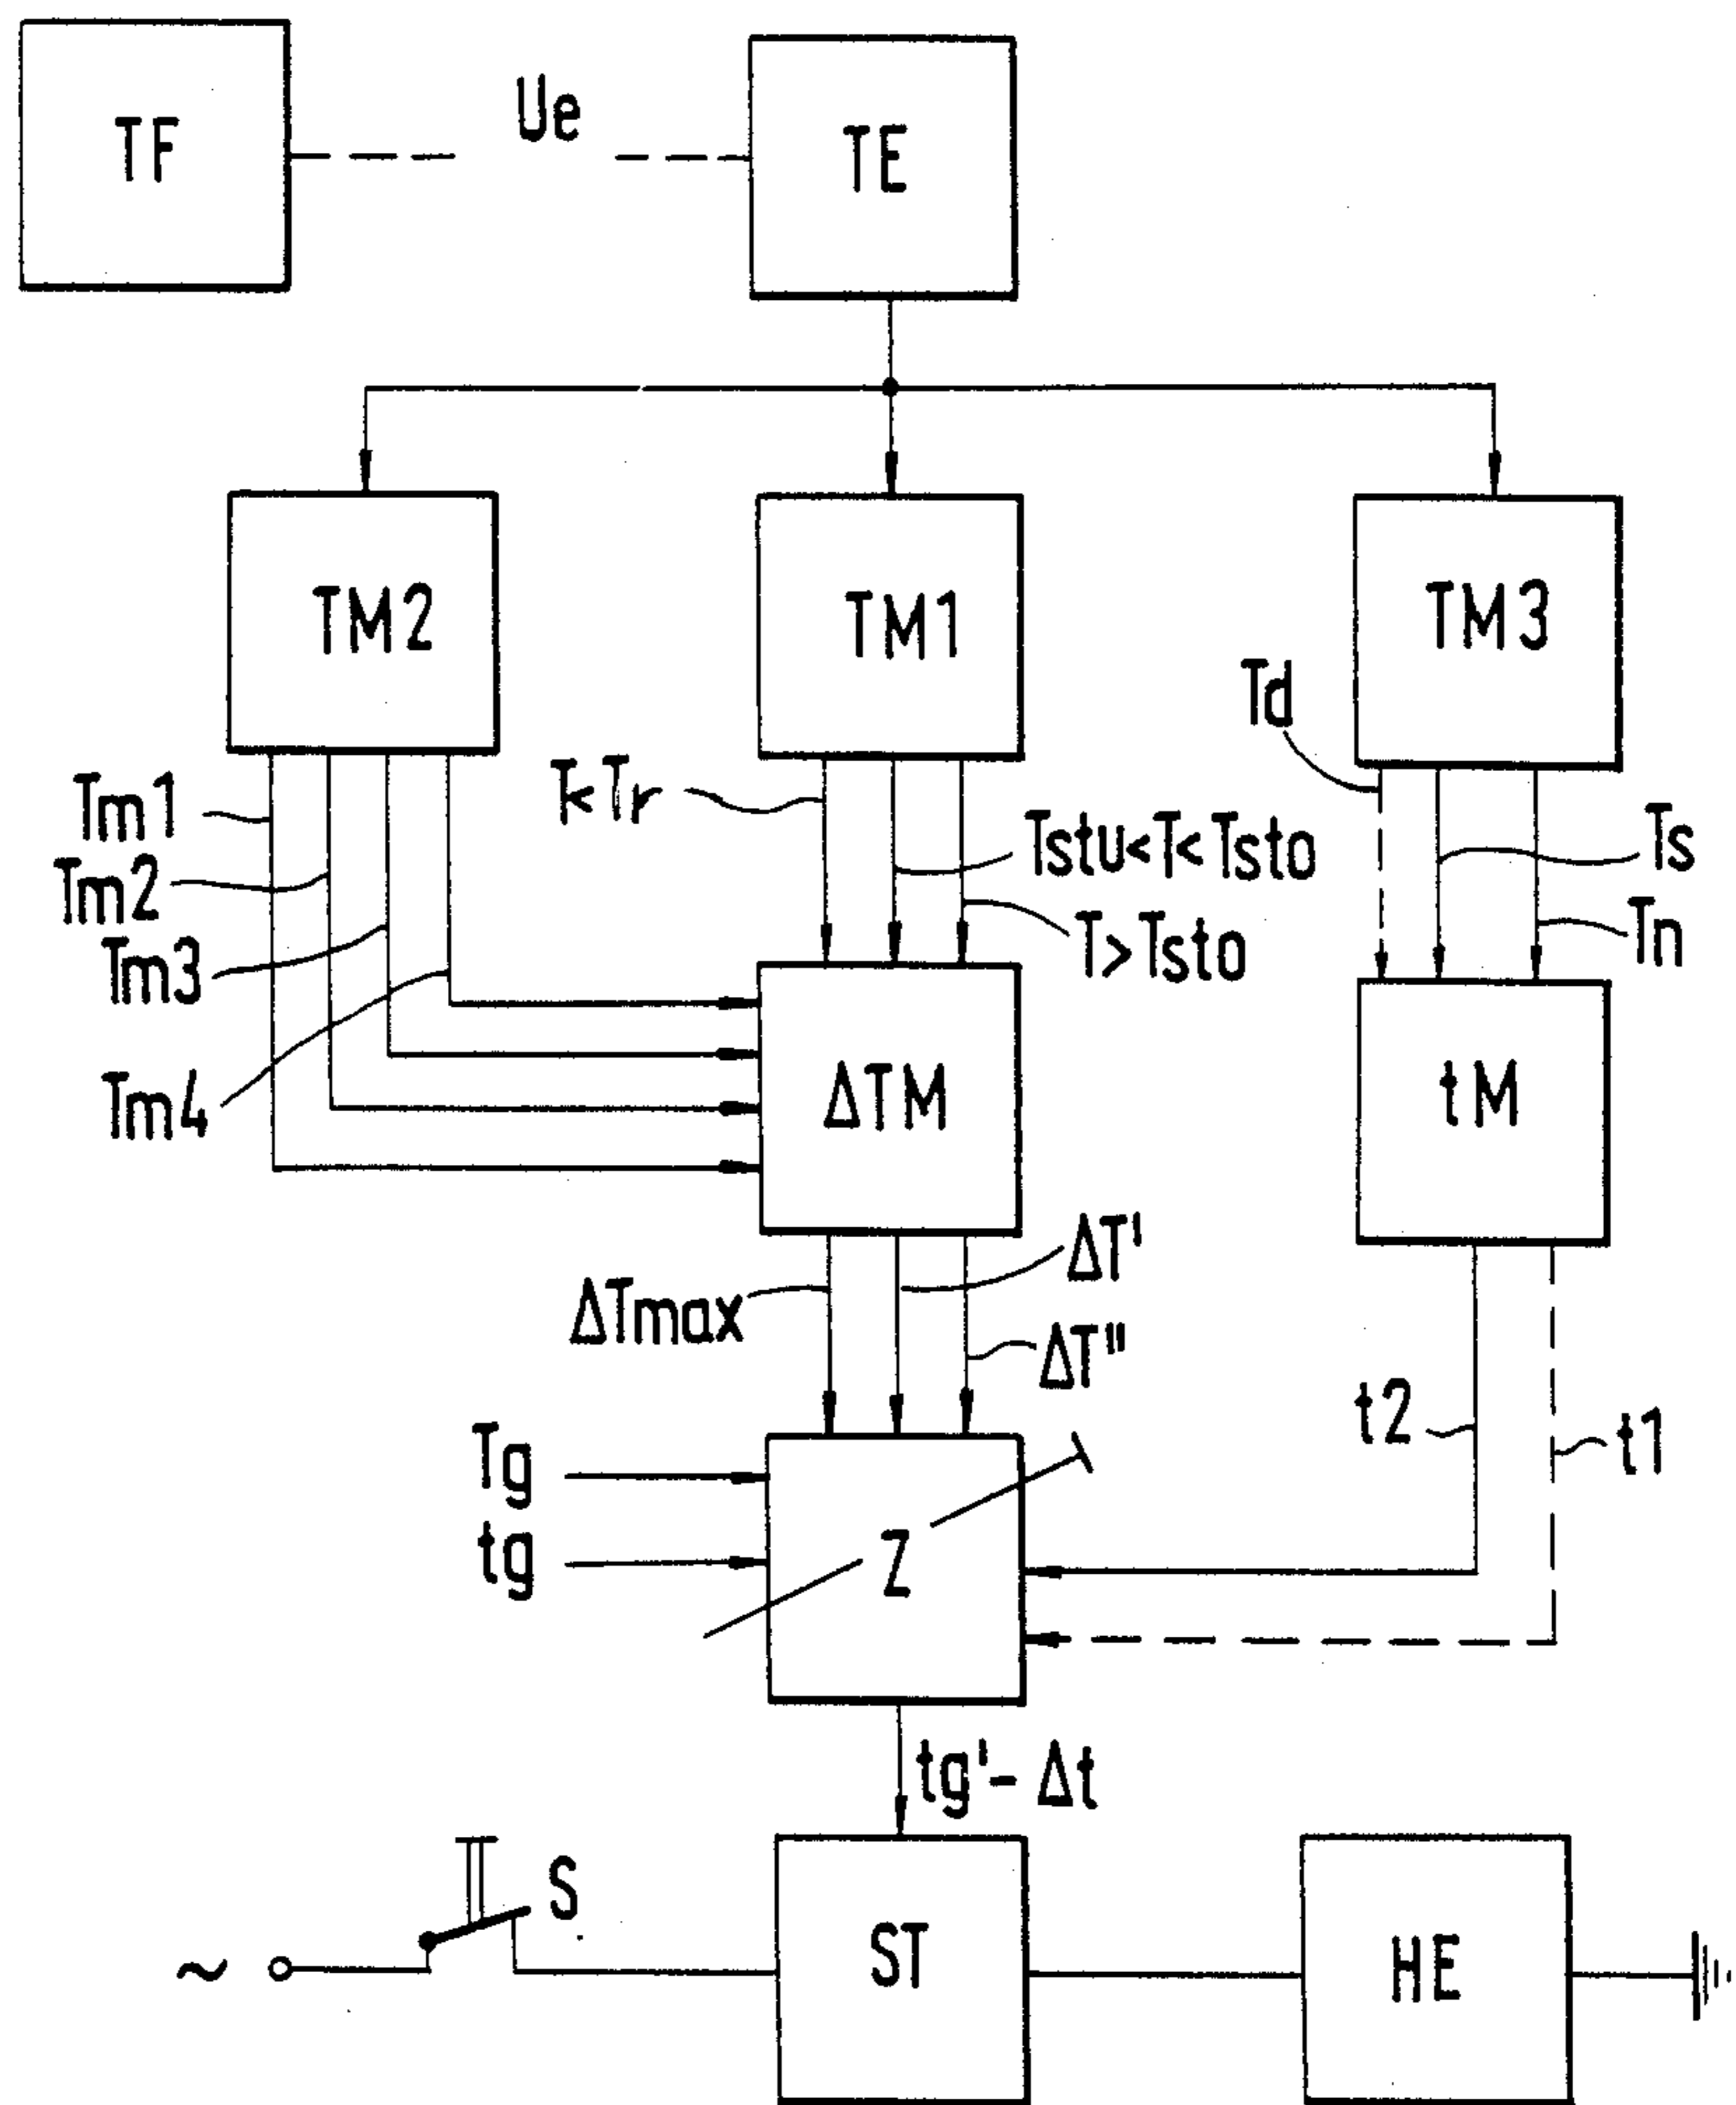 TF
Ue
TE
TM2
TM1
TM3
Td
Tm1
T<Tr
Tstu<T<Tsto
Ts
Tm2
T>Tsto
Tn
Tm3
Tm4
ΔTM
tM
ΔT'
ΔTmax
ΔT"
t2
t1
Tg
tg
Z
tg'- Δt
S
~
ST
HE